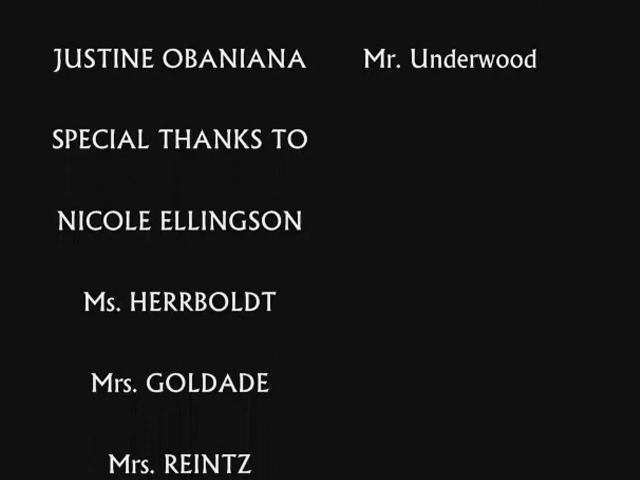 JUSTINE OBANIANA Mr. Underwood
SPECIAL THANKS TO
NICOLE ELLINGSON
Ms. HERRBOLDT
Mrs. GOLDADE
Mrs. REINTZ